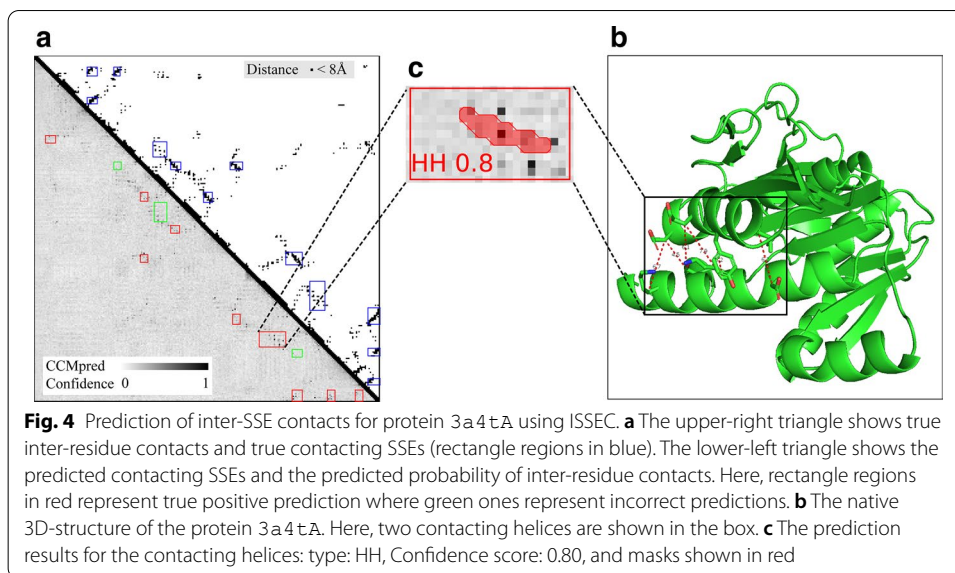 a
b
c
Distance ▪ < 8Å
HH 0.8
CCMpred
Confidence 0 1
Fig. 4 Prediction of inter-SSE contacts for protein 3a4tA using ISSEC. a The upper-right triangle shows true
inter-residue contacts and true contacting SSEs (rectangle regions in blue). The lower-left triangle shows the
predicted contacting SSEs and the predicted probability of inter-residue contacts. Here, rectangle regions
in red represent true positive prediction where green ones represent incorrect predictions. b The native
3D-structure of the protein 3a4tA. Here, two contacting helices are shown in the box. c The prediction
results for the contacting helices: type: HH, Confidence score: 0.80, and masks shown in red